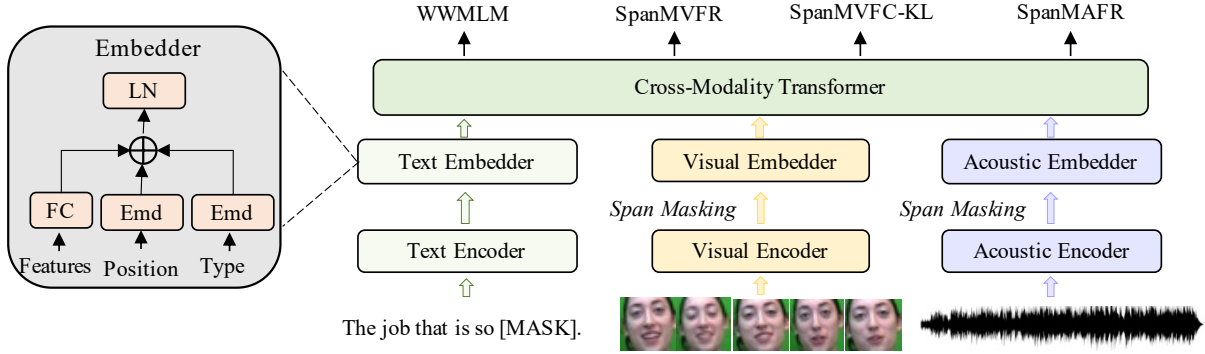 WWMLM
SpanMVFR
SpanMVFC-KL
SpanMAFR
Embedder
LN
FC
Emd
Emd
Features
Position
Type
Cross-Modality Transformer
Text Embedder
Visual Embedder
Acoustic Embedder
Span Masking
Span Masking
Text Encoder
Visual Encoder
Acoustic Encoder
The job that is so [MASK].